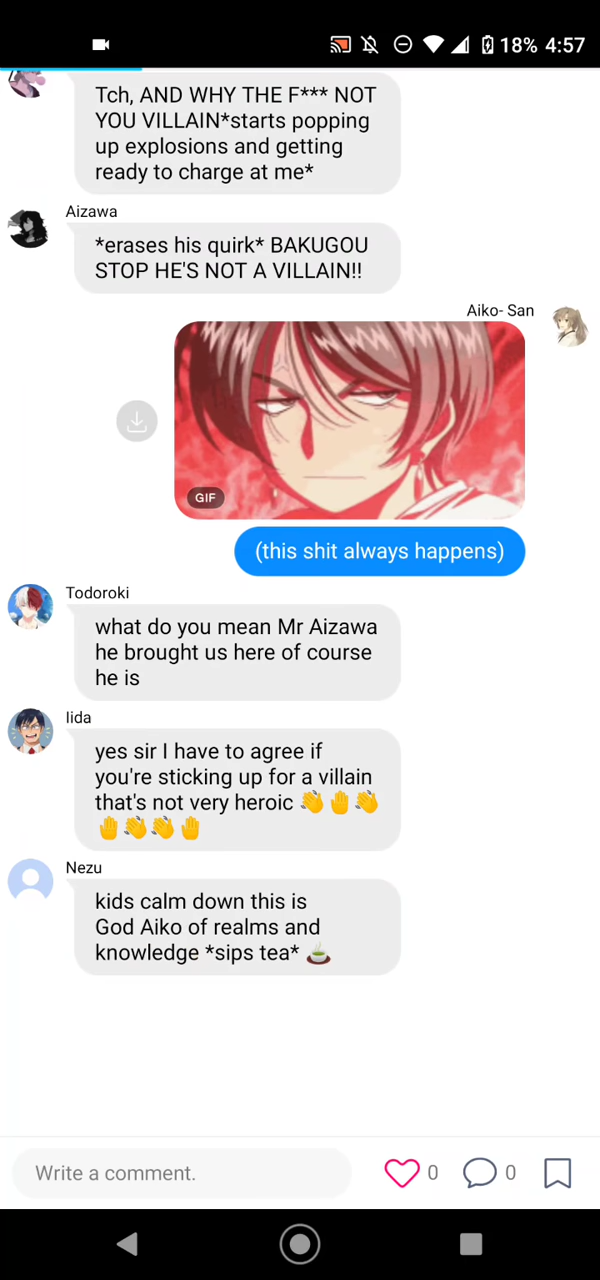 18% 4:57
Tch, AND WHY THE F*** NOT
YOU VILLAIN*starts popping
up explosions and getting
ready to charge at me*
Aizawa
*erases his quirk* BAKUGOU
STOP HE'S NOT A VILLAIN!!
Aiko- San
GIF
(this shit always happens)
Todoroki
what do you mean Mr Aizawa
he brought us here of course
he is
Iida
yes sir I have to agree if
you're sticking up for a villain
that's not very heroic 👋🤚👋
🤚👋👋🤚
Nezu
kids calm down this is
God Aiko of realms and
knowledge *sips tea* 🍵
Write a comment.
0
0